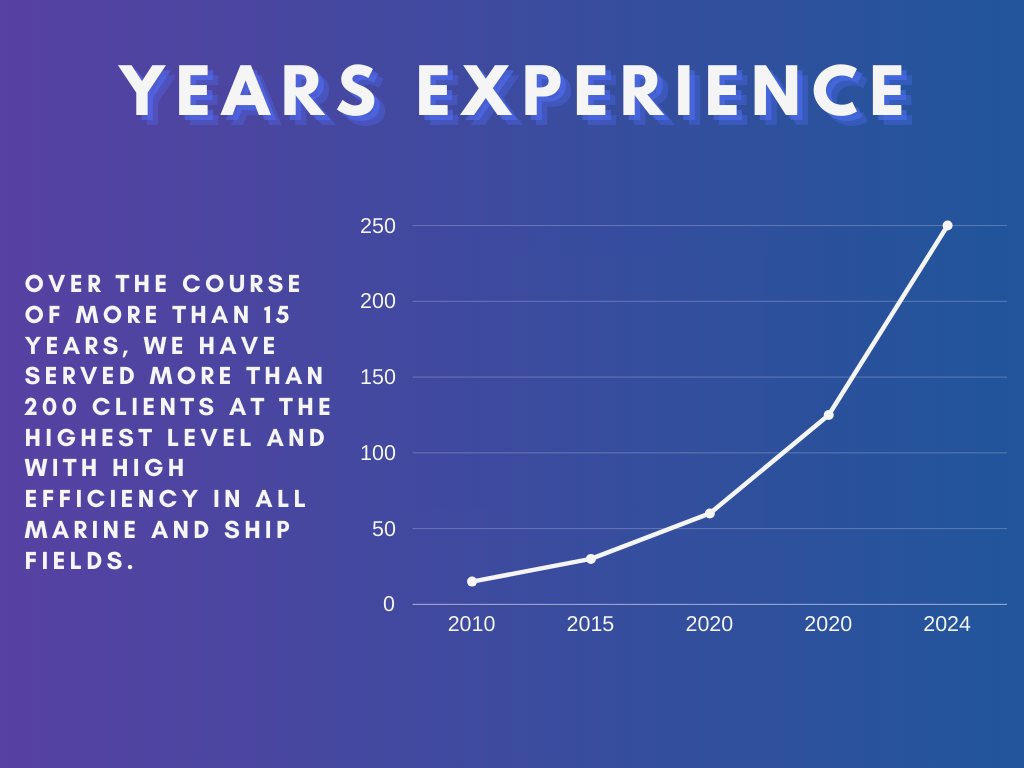 YEARS EXPERIENCE
OVER THE COURSE
OF MORE THAN 15
YEARS, WE HAVE
SERVED MORE THAN
200 CLIENTS AT THE
HIGHEST LEVEL AND
WITH HIGH
EFFICIENCY IN ALL
MARINE AND SHIP
FIELDS.
250
200
150
100
50
0
2010 2015 2020 2020 2024